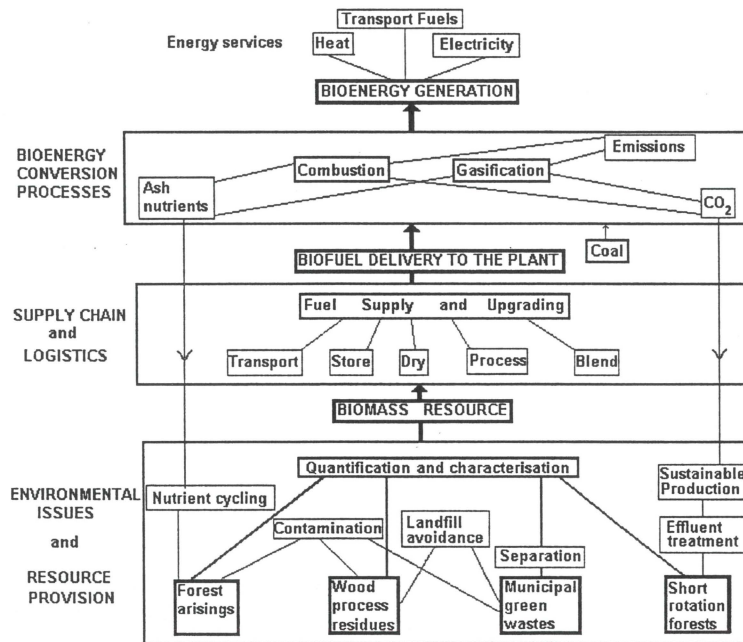 Transport Fuels
Energy services
Heat
Electricity
BIOENERGY GENERATION
BIOENERGY
CONVERSION
PROCESSES
Emissions
Combustion
Gasification
Ash
nutrients
CO2
BIOFUEL DELIVERY TO THE PLANT
Coal
SUPPLY CHAIN
and
LOGISTICS
Fuel Supply and Upgrading
Transport
Store
Dry
Process
Blend
BIOMASS RESOURCE
ENVIRONMENTAL
ISSUES
and
RESOURCE
PROVISION
Quantification and characterisation
Sustainable
Production
Nutrient cycling
Contamination
Landfill
avoidance
Effluent
treatment
Separation
Forest
arisings
Wood
process
residues
Municipal
green
wastes
Short
rotation
forests